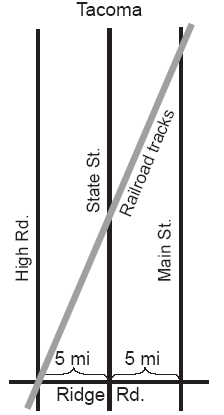 Tacoma
High Rd.
State St.
Railroad tracks
Main St.
5 mi 5 mi
Ridge Rd.